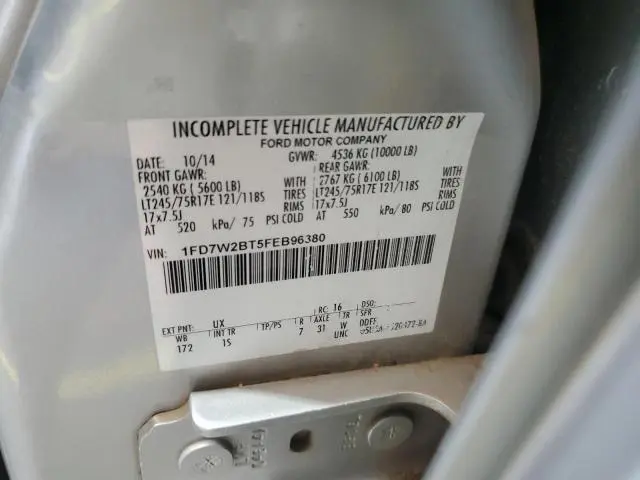 INCOMPLETE VEHICLE MANUFACTURED BY
FORD MOTOR COMPANY
DATE: 10/14 GVWR: 4536 KG (10000 LB)
FRONT GAWR: REAR GAWR:
2540 KG ( 5600 LB) WITH 2767 KG ( 6100 LB) WITH
LT245/75R17E 121/118S TIRES LT245/75R17E 121/118S TIRES
17x7.5J RIMS 17x7.5J RIMS
AT 520 kPa/ 75 PSI COLD AT 550 kPa/ 80 PSI COLD
VIN: 1FD7W2BT5FEB96380
EXT PNT: UX RC: 16 DSO:
WB INT TR TP/PS R AXLE TR SFR
172 1S 7 31 W DDFF
UNC